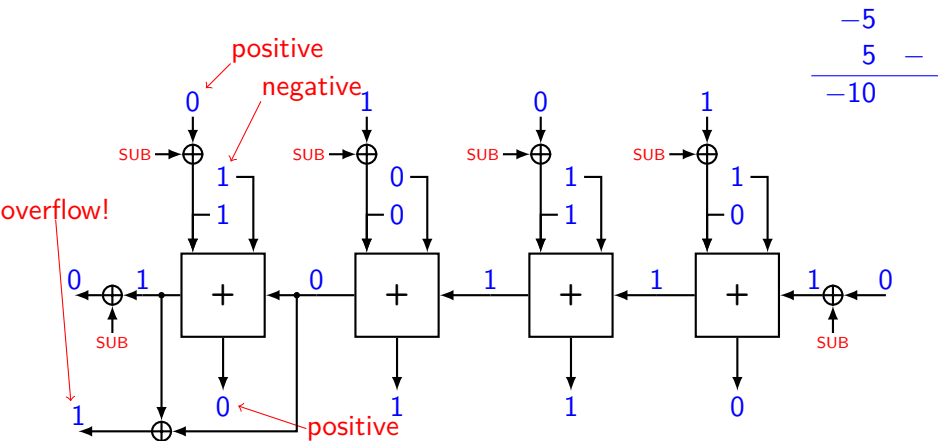 −5
5 −
−10
positive
negative
0 1 0 1
SUB SUB SUB SUB
1 0 1 1
1 0 1 0
overflow!
0 1 + 0 + 1 + 1 + 1 0
SUB SUB
1 0 1 1 0
positive